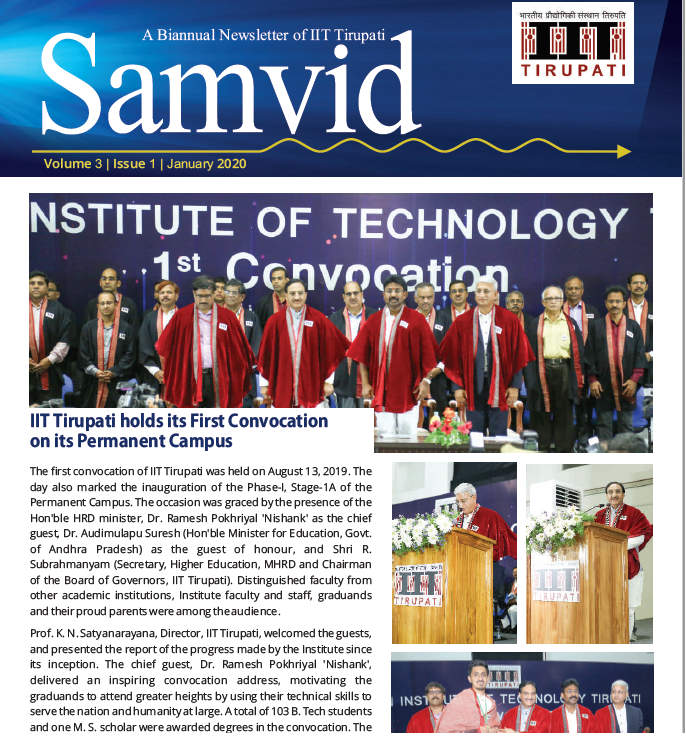 A Biannual Newsletter of IIT Tirupati
Samvid
Volume 3 | Issue 1 | January 2020
भारतीय प्रौद्योगिकी संस्थान तिरुपति
TIRUPATI
NSTITUTE OF TECHNOLOGY
1st Convocation
IIT Tirupati holds its First Convocation
on its Permanent Campus
The first convocation of IIT Tirupati was held on August 13, 2019. The
day also marked the inauguration of the Phase-I, Stage-1A of the
Permanent Campus. The occasion was graced by the presence of the
Hon'ble HRD minister, Dr. Ramesh Pokhriyal 'Nishank' as the chief
guest, Dr. Audimulapu Suresh (Hon'ble Minister for Education, Govt.
of Andhra Pradesh) as the guest of honour, and Shri R.
Subrahmanyam (Secretary, Higher Education, MHRD and Chairman
of the Board of Governors, IIT Tirupati). Distinguished faculty from
other academic institutions, Institute faculty and staff, graduands
and their proud parents were among the audience.
Prof. K. N. Satyanarayana, Director, IIT Tirupati, welcomed the guests,
and presented the report of the progress made by the Institute since
its inception. The chief guest, Dr. Ramesh Pokhriyal 'Nishank',
delivered an inspiring convocation address, motivating the
graduands to attend greater heights by using their technical skills to
serve the nation and humanity at large. A total of 103 B. Tech students
and one M. S. scholar were awarded degrees in the convocation. The
TIRUPATI
TIRUPATI
INSTIT TE OF TECHNOLOGY TIRUPATI